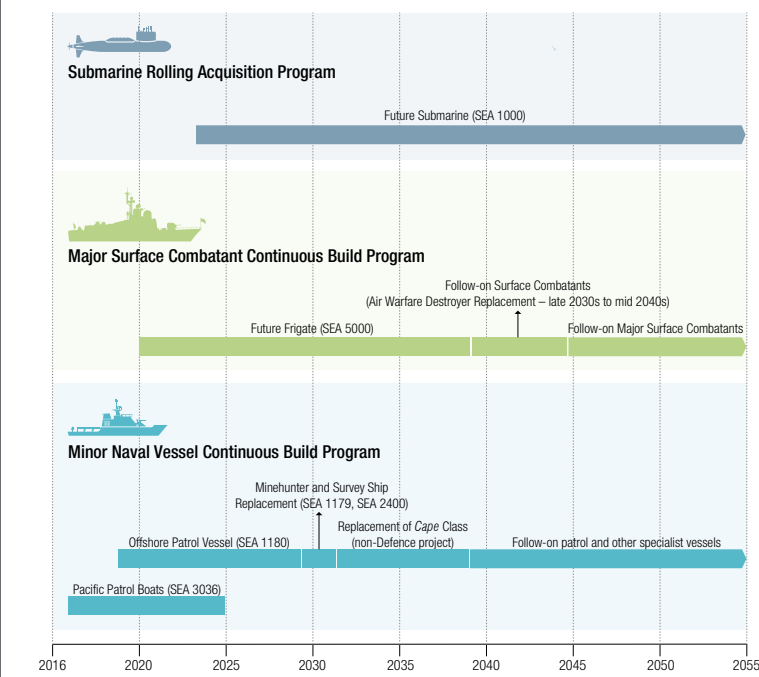 Submarine Rolling Acquisition Program
Future Submarine (SEA 1000)
Major Surface Combatant Continuous Build Program
Follow-on Surface Combatants
(Air Warfare Destroyer Replacement – late 2030s to mid 2040s)
Future Frigate (SEA 5000)
Follow-on Major Surface Combatants
Minor Naval Vessel Continuous Build Program
Minehunter and Survey Ship
Replacement (SEA 1179, SEA 2400)
Replacement of Cape Class
(non-Defence project)
Offshore Patrol Vessel (SEA 1180)
Follow-on patrol and other specialist vessels
Pacific Patrol Boats (SEA 3036)
2016 2020 2025 2030 2035 2040 2045 2050 2055